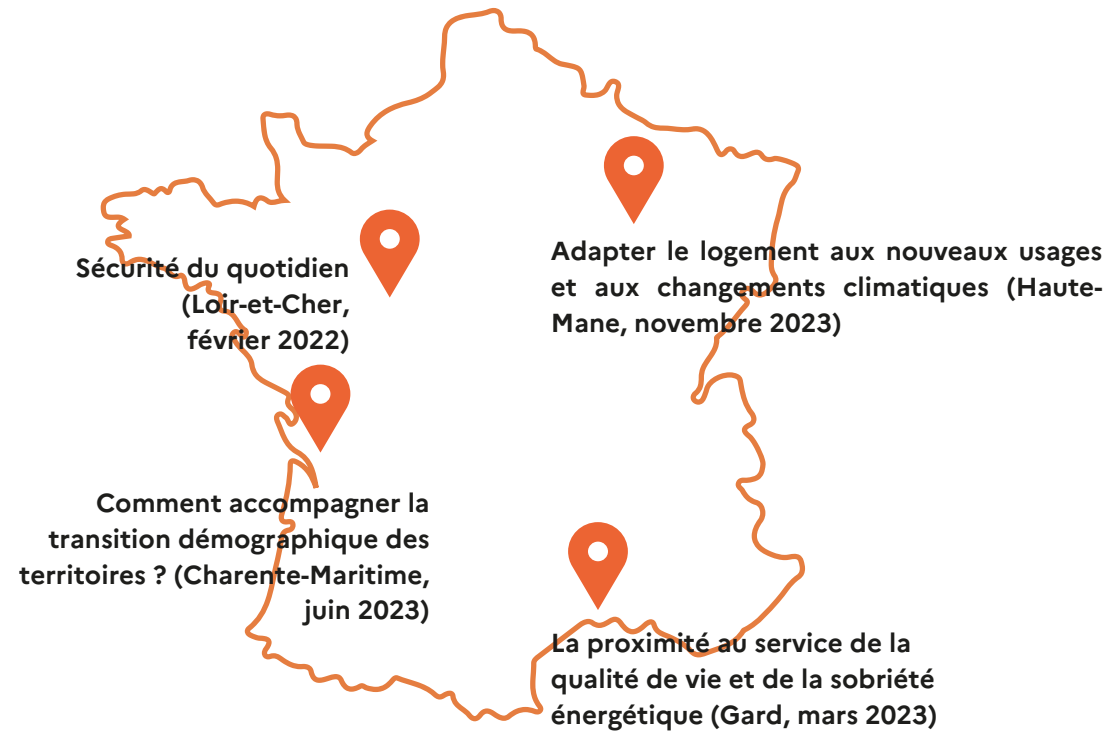 Sécurité du quotidien
(Loir-et-Cher,
février 2022)
Adapter le logement aux nouveaux usages
et aux changements climatiques (Haute-
Mane, novembre 2023)
Comment accompagner la
transition démographique des
territoires ? (Charente-Maritime,
juin 2023)
La proximité au service de la
qualité de vie et de la sobriété
énergétique (Gard, mars 2023)